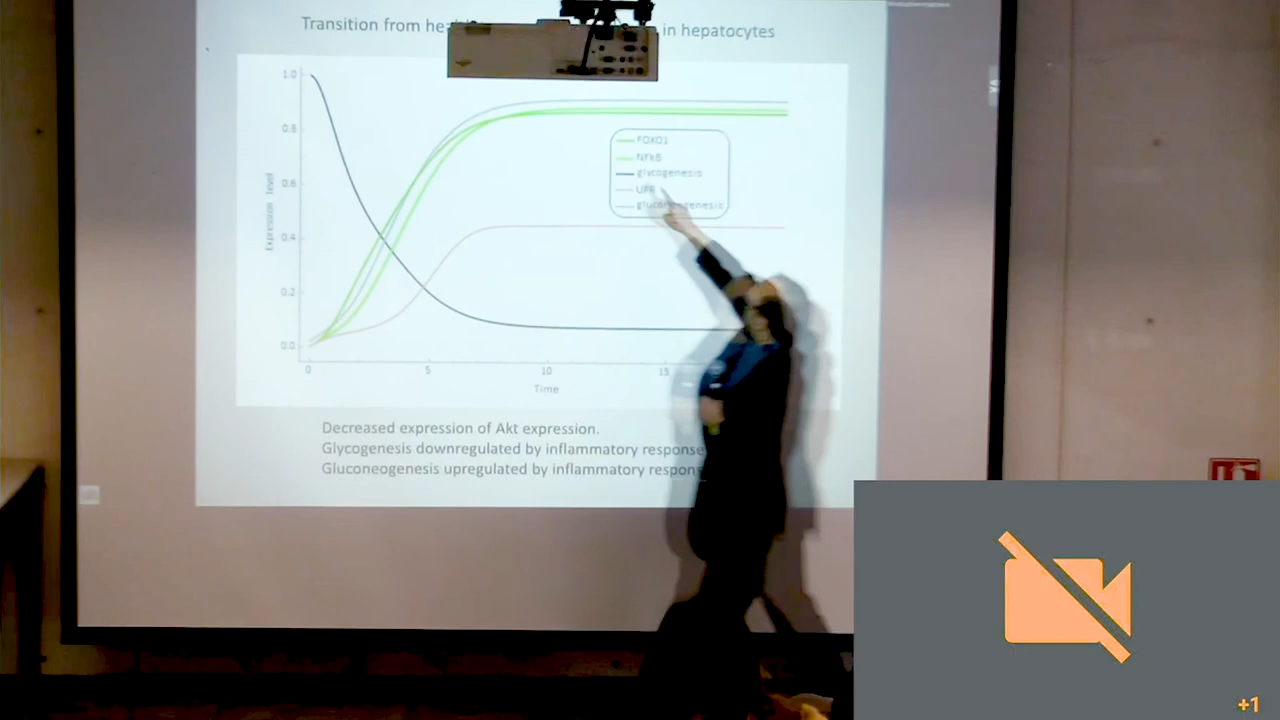 Transition from in hepatocytes
1.0
0.8
0.6
0.4
0.2
0.0
Expression level
FOXO1
NFkB
glycogenesis
UPR
gluconeogenesis
0 5 10 15
Time
Decreased expression of Akt expression.
Glycogenesis downregulated by inflammatory response
Gluconeogenesis upregulated by inflammatory
+1